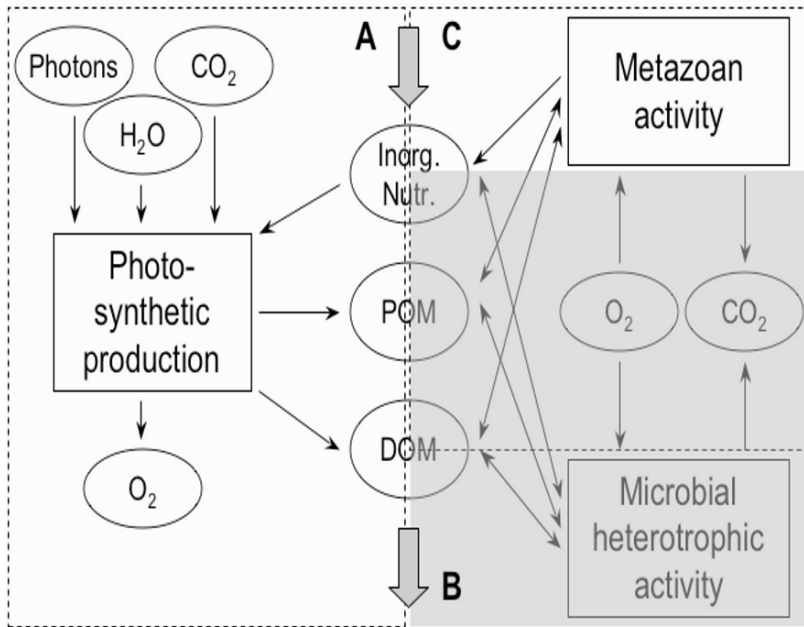 A
C
Photons
CO₂
H₂O
Metazoan
activity
Inorg.
Nutr.
Photo-
synthetic
production
POM
O₂
CO₂
DOM
O₂
Microbial
heterotrophic
activity
B